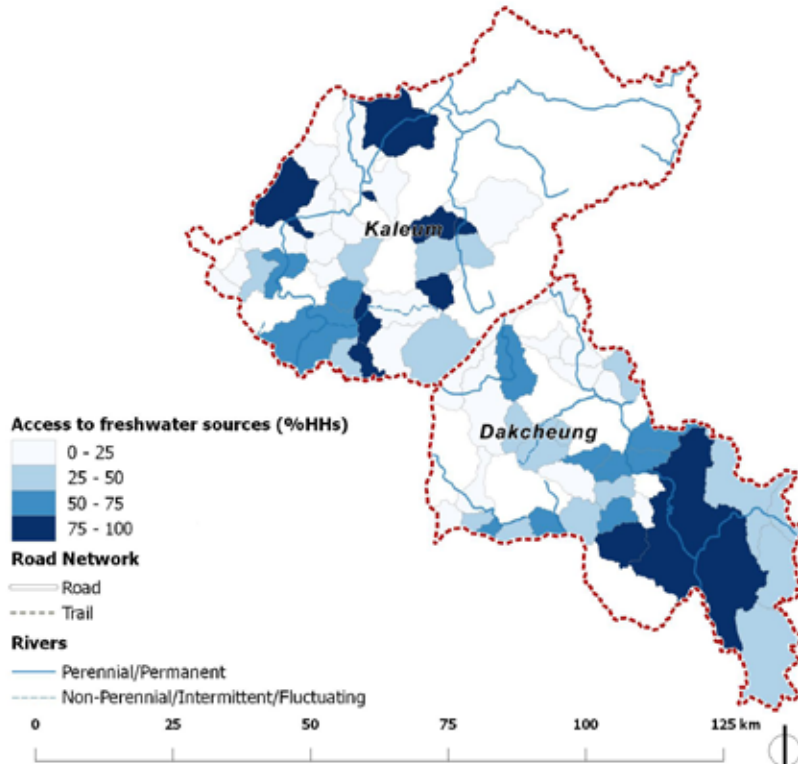 Kaleum
Dakcheung
Access to freshwater sources (%HHs)
0 - 25
25 - 50
50 - 75
75 - 100
Road Network
Road
Trail
Rivers
Perennial/Permanent
Non-Perennial/Intermittent/Fluctuating
0 25 50 75 100 125 km